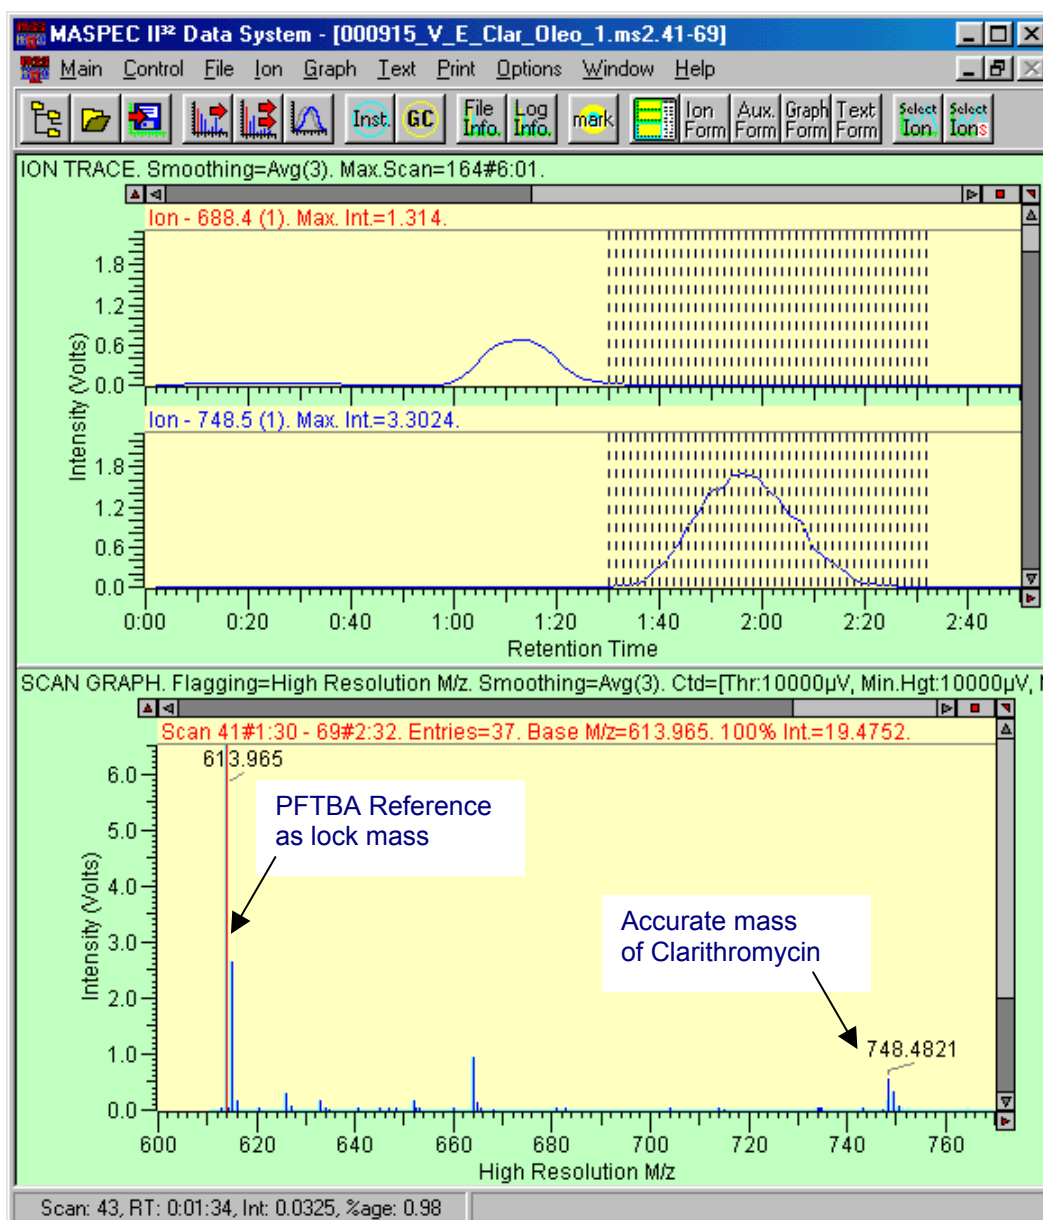 MASPEC II³² Data System - [000915_V_E_Clar_Oleo_1.ms2.41-69]
Main Control File Ion Graph Text Print Options Window Help
Inst. GC File Info. Log Info. mark Ion Form Aux. Form Graph Form Text Form Select Ion Select Ions
ION TRACE. Smoothing=Avg(3). Max.Scan=164#6:01.
Ion - 688.4 (1). Max. Int.=1.314.
1.8
1.2
0.6
0.0
Ion - 748.5 (1). Max. Int.=3.3024.
1.8
1.2
0.6
0.0
Intensity (Volts)
0:00 0:20 0:40 1:00 1:20 1:40 2:00 2:20 2:40
Retention Time
SCAN GRAPH. Flagging=High Resolution M/z. Smoothing=Avg(3). Ctd=[Thr:10000µV, Min.Hgt:10000µV,
Scan 41#1:30 - 69#2:32. Entries=37. Base M/z=613.965. 100% Int.=19.4752.
613.965
PFTBA Reference
as lock mass
Accurate mass
of Clarithromycin
748.4821
6.0
5.0
4.0
3.0
2.0
1.0
0.0
Intensity (Volts)
600 620 640 660 680 700 720 740 760
High Resolution M/z
Scan: 43, RT: 0:01:34, Int: 0.0325, %age: 0.98